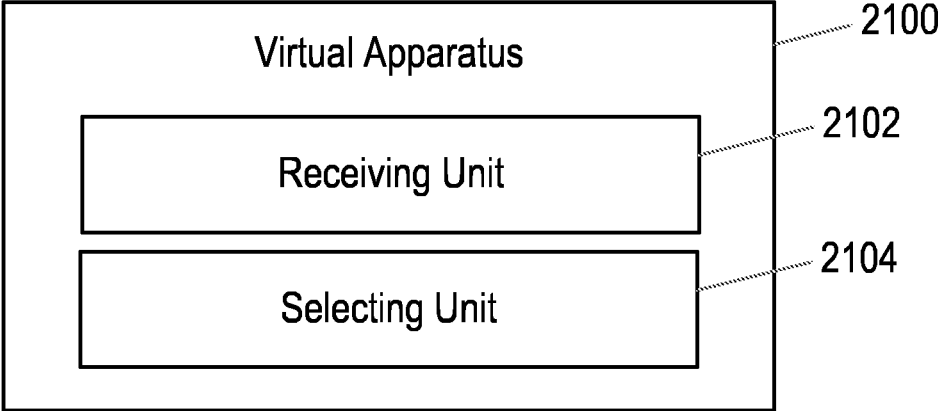 2100
Virtual Apparatus
2102
Receiving Unit
2104
Selecting Unit